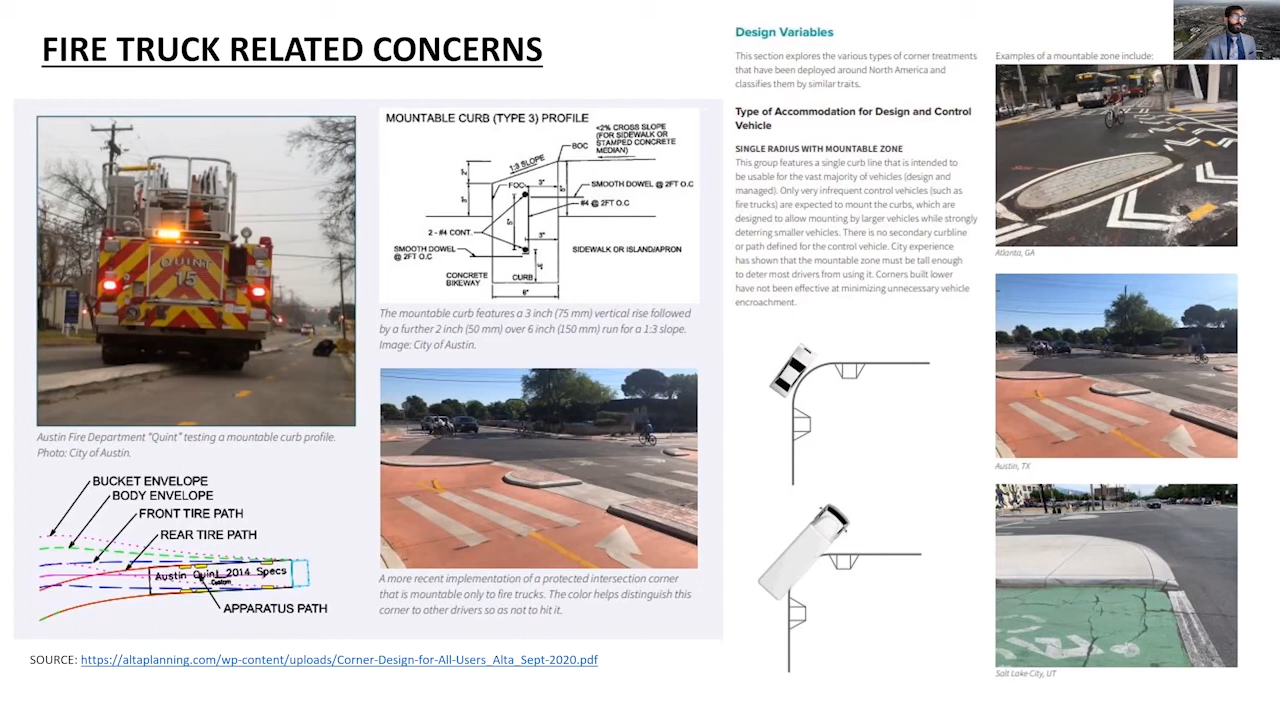 FIRE TRUCK RELATED CONCERNS
QUINT
15
Austin Fire Department "Quint" testing a mountable curb profile.
Photo: City of Austin.
BUCKET ENVELOPE
BODY ENVELOPE
FRONT TIRE PATH
REAR TIRE PATH
Austin Quint 2014 Specs
Custom
APPARATUS PATH
MOUNTABLE CURB (TYPE 3) PROFILE
<2% CROSS SLOPE
(FOR SIDEWALK OR
STAMPED CONCRETE
MEDIAN)
BOC
1:3 SLOPE
FOC
SMOOTH DOWEL @ 2FT O.C
#4 @ 2FT O.C
2 - #4 CONT.
SMOOTH DOWEL
@ 2FT O.C
SIDEWALK OR ISLAND/APRON
CONCRETE
BIKEWAY
CURB
6"
The mountable curb features a 3 inch (75 mm) vertical rise followed
by a further 2 inch (50 mm) over 6 inch (150 mm) run for a 1:3 slope.
Image: City of Austin.
A more recent implementation of a protected intersection corner
that is mountable only to fire trucks. The color helps distinguish this
corner to other drivers so as not to hit it.
SOURCE: https://altaplanning.com/wp-content/uploads/Corner-Design-for-All-Users_Alta_Sept-2020.pdf
Design Variables
This section explores the various types of corner treatments
that have been deployed around North America and
classifies them by similar traits.
Type of Accommodation for Design and Control
Vehicle
SINGLE RADIUS WITH MOUNTABLE ZONE
This group features a single curb line that is intended to
be usable for the vast majority of vehicles (design and
managed). Only very infrequent control vehicles (such as
fire trucks) are expected to mount the curbs, which are
designed to allow mounting by larger vehicles while strongly
deterring smaller vehicles. There is no secondary curbline
or path defined for the control vehicle. City experience
has shown that the mountable zone must be tall enough
to deter most drivers from using it. Corners built lower
have not been effective at minimizing unnecessary vehicle
encroachment.
Examples of a mountable zone include:
Atlanta, GA
Austin, TX
Salt Lake City, UT